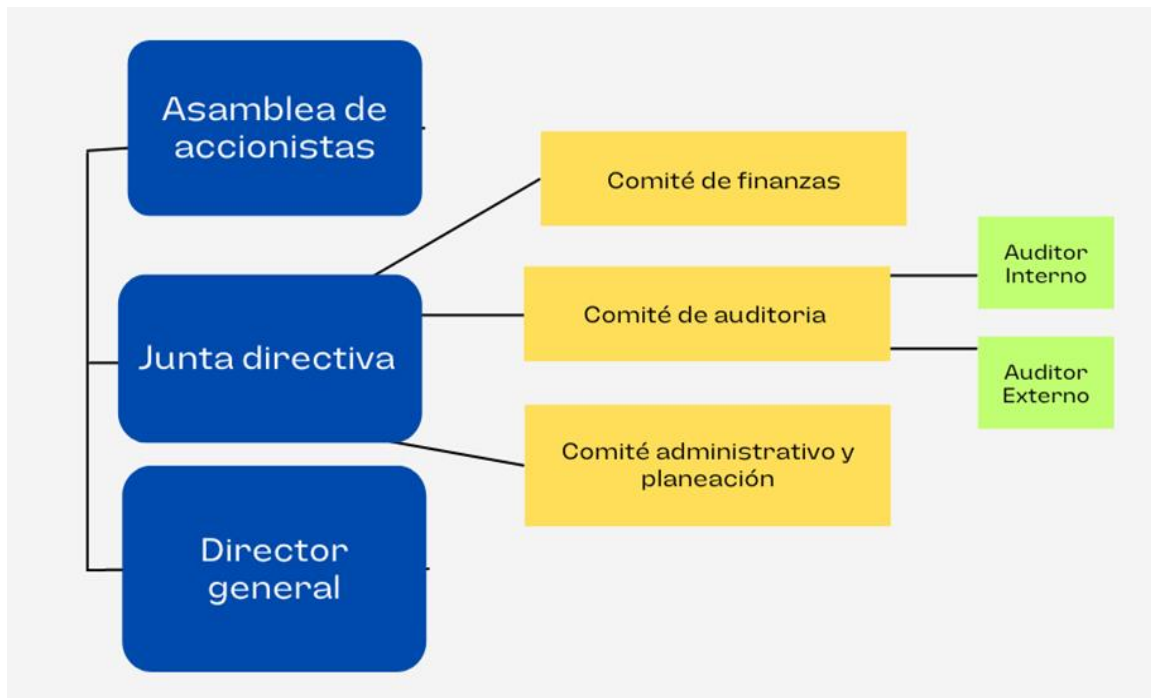 Asamblea de
accionistas
Comité de finanzas
Auditor
Interno
Comité de auditoria
Junta directiva
Auditor
Externo
Comité administrativo y
planeación
Director
general